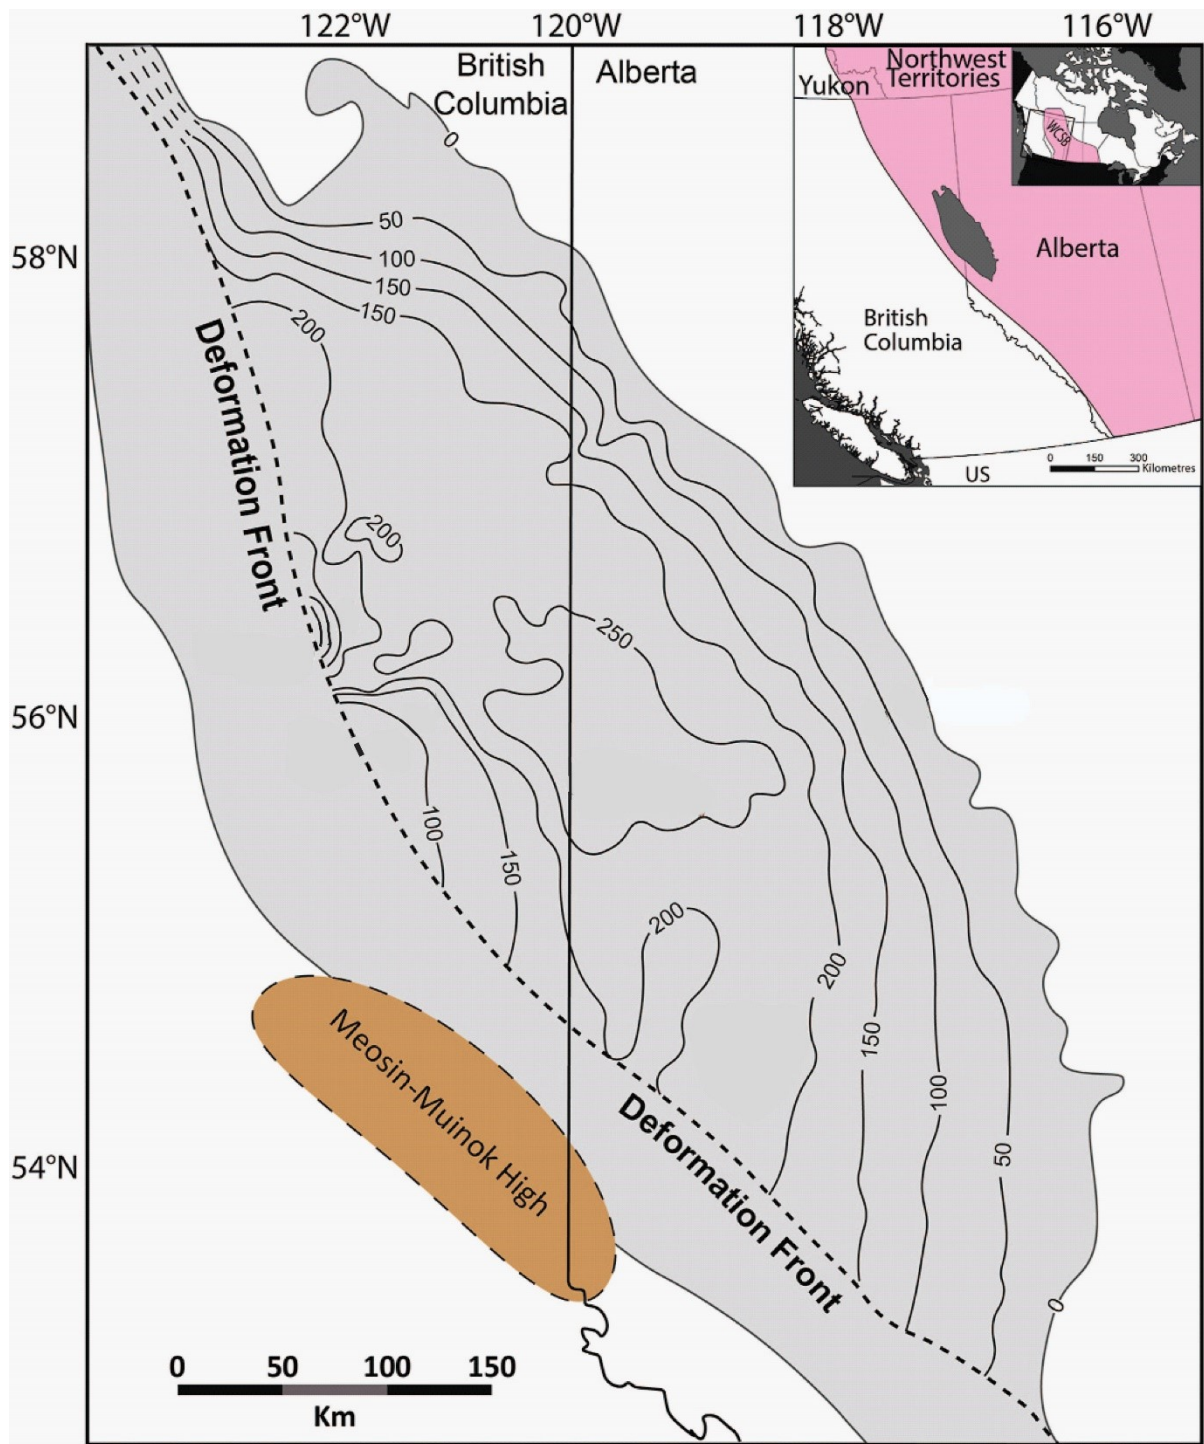 122°W
120°W
118°W
116°W
British
Columbia
Alberta
Yukon
Northwest
Territories
WCSB
Alberta
British
Columbia
US
0 150 300
Kilometres
58°N
56°N
54°N
0
50
100
150
150
200
Deformation Front
200
250
100
150
200
200
150
100
50
0
Meosin-Muinok High
Deformation Front
0 50 100 150
Km